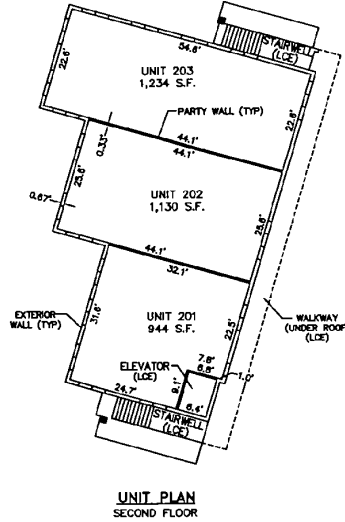 STAIRWELL
(LCE)
54.6'
22.6'
UNIT 203
1,234 S.F.
PARTY WALL (TYP)
22.6'
0.33'
44.1'
44.1'
25.6'
UNIT 202
1,130 S.F.
0.67'
25.6'
44.1'
32.1'
31.6'
UNIT 201
944 S.F.
EXTERIOR
WALL (TYP)
WALKWAY
(UNDER ROOF)
(LCE)
22.5'
ELEVATOR
(LCE)
7.8'
6.8'
1.0'
9.1'
24.7'
6.4'
STAIRWELL
(LCE)
UNIT PLAN
SECOND FLOOR